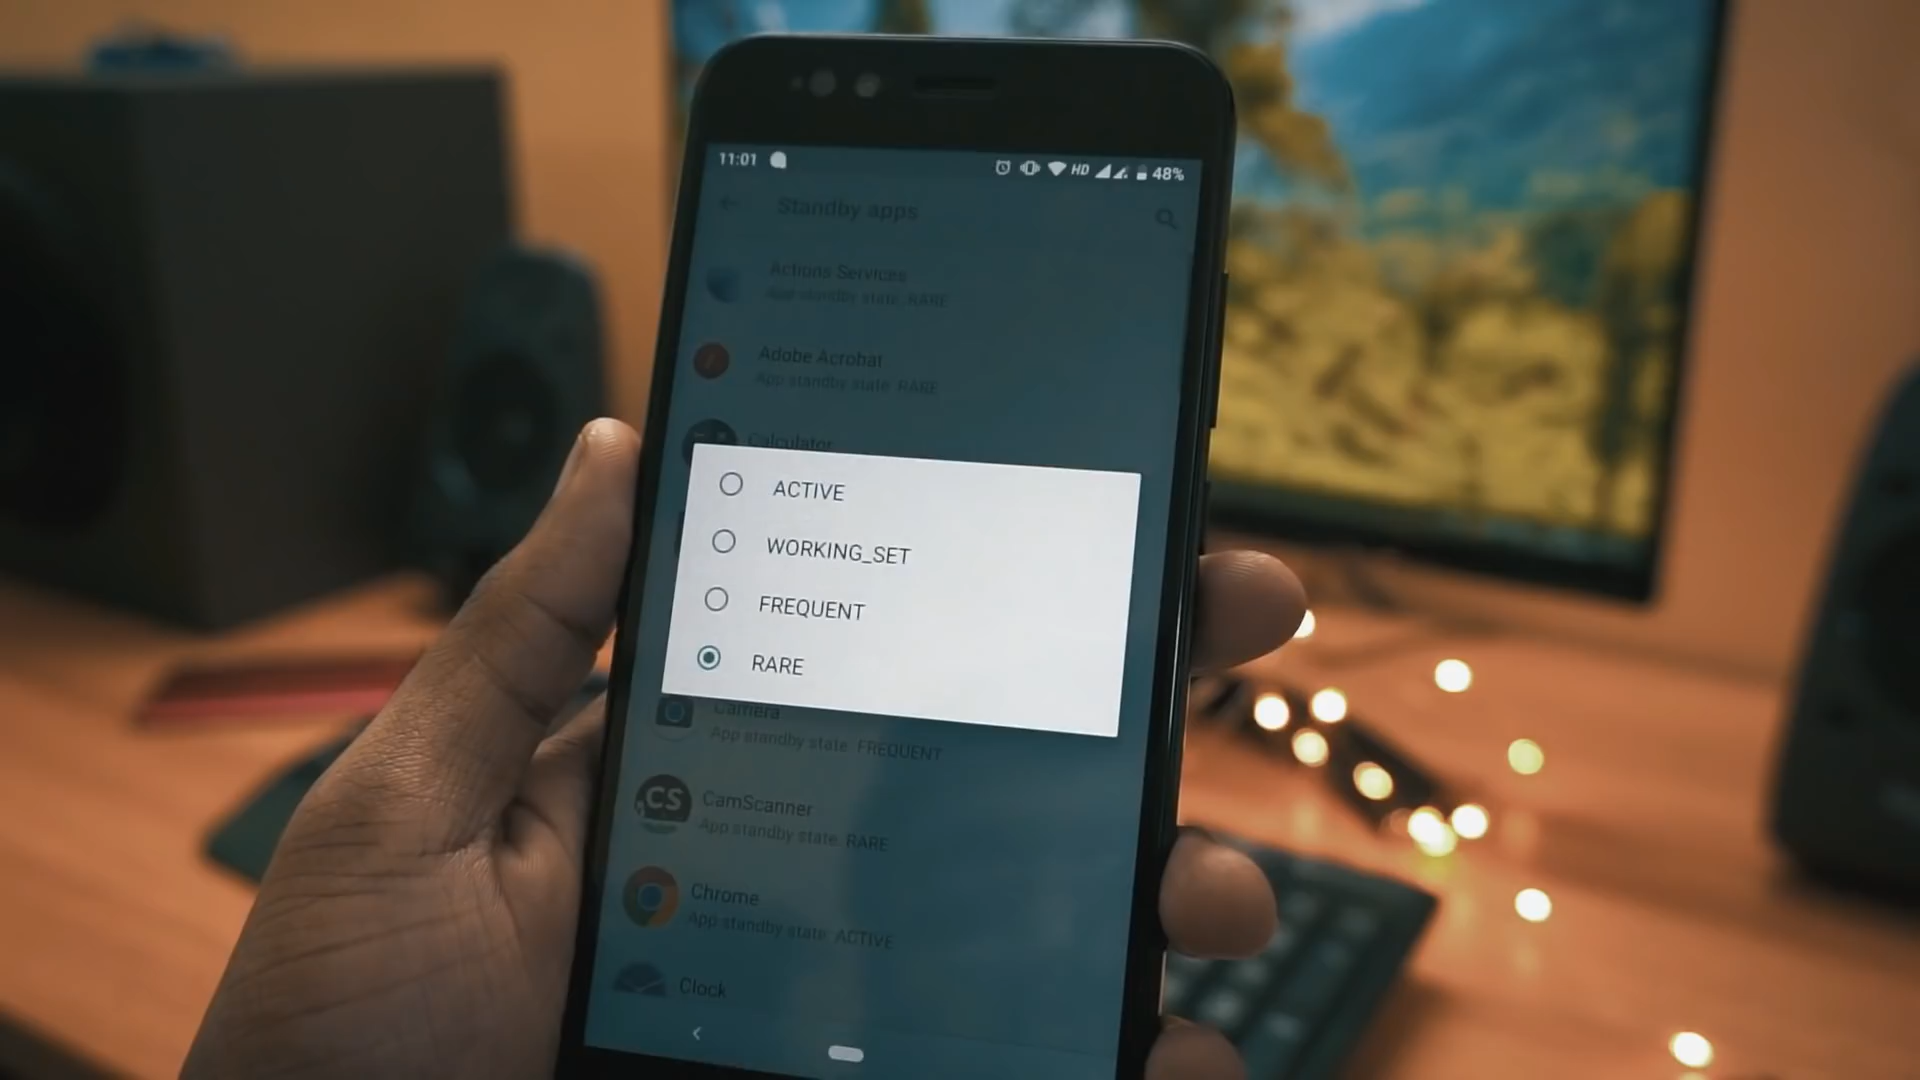 11:01
HD
48%
Standby apps
Actions Services
App standby state: RARE
Adobe Acrobat
App standby state: RARE
Calculator
ACTIVE
WORKING_SET
FREQUENT
RARE
Camera
App standby state: FREQUENT
CS
CamScanner
App standby state: RARE
Chrome
App standby state: ACTIVE
Clock